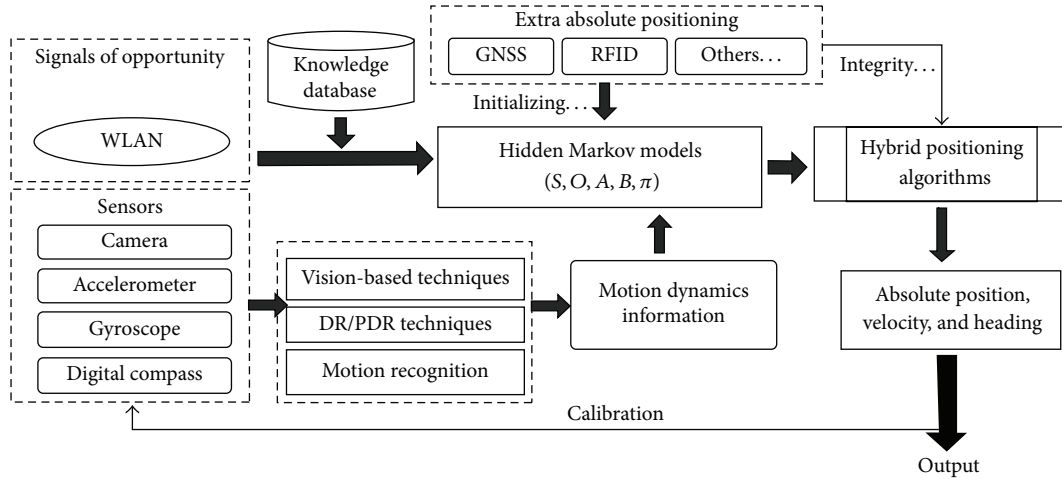 Signals of opportunity
WLAN
Knowledge
database
Extra absolute positioning
GNSS
RFID
Others...
Initializing...
Integrity...
Hidden Markov models
(S, O, A, B, π)
Hybrid positioning
algorithms
Sensors
Camera
Accelerometer
Gyroscope
Digital compass
Vision-based techniques
DR/PDR techniques
Motion recognition
Motion dynamics
information
Absolute position,
velocity, and heading
Calibration
Output